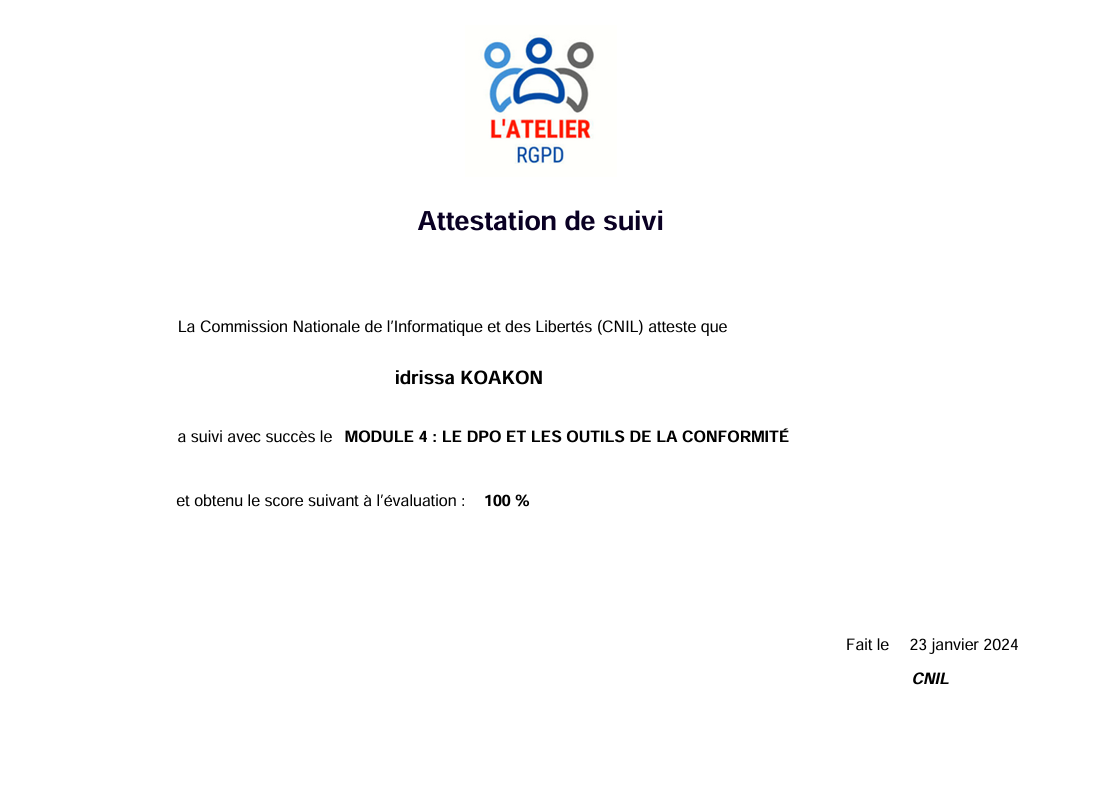 L'ATELIER
RGPD
Attestation de suivi
La Commission Nationale de l'Informatique et des Libertés (CNIL) atteste que
idrissa KOAKON
a suivi avec succès le MODULE 4 : LE DPO ET LES OUTILS DE LA CONFORMITÉ
et obtenu le score suivant à l'évaluation : 100 %
Fait le 23 janvier 2024
CNIL